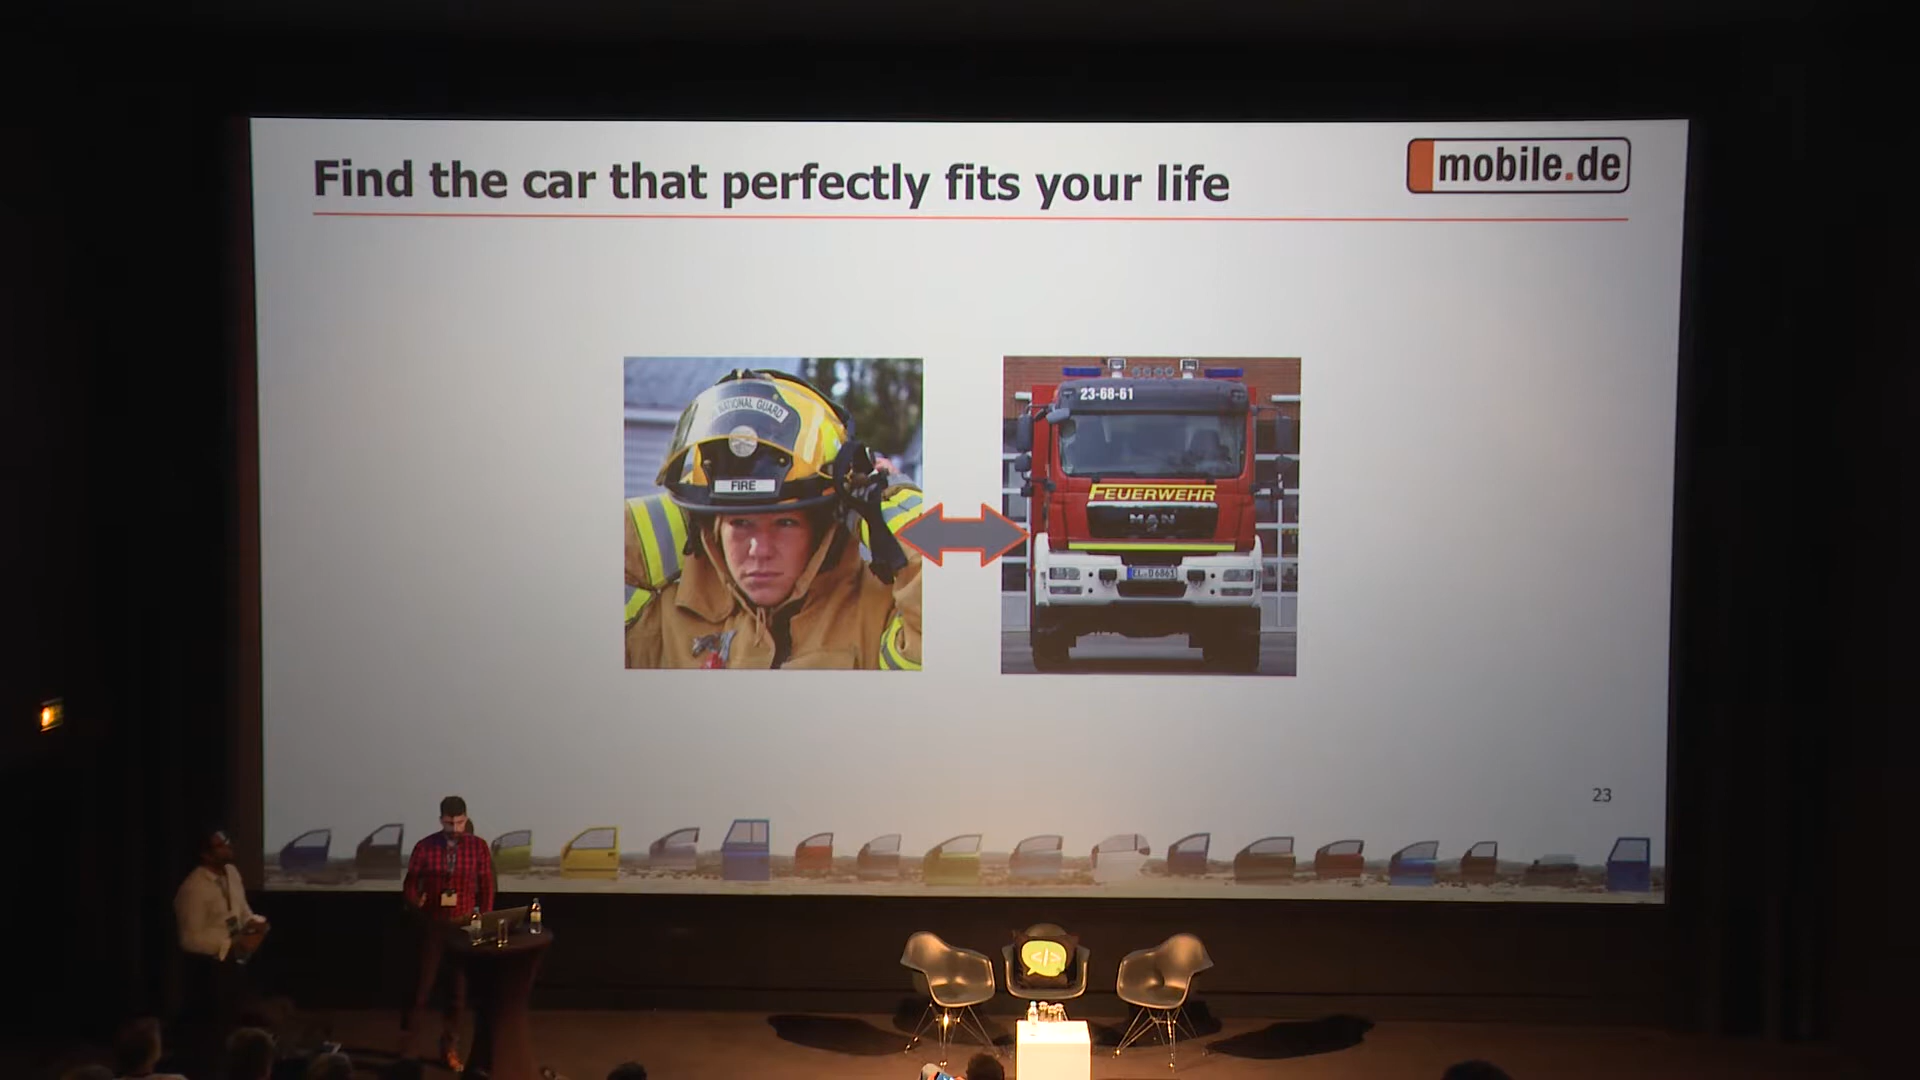 Find the car that perfectly fits your life
mobile.de
NATIONAL GUARD
FIRE
23-68-61
FEUERWEHR
MAN
23